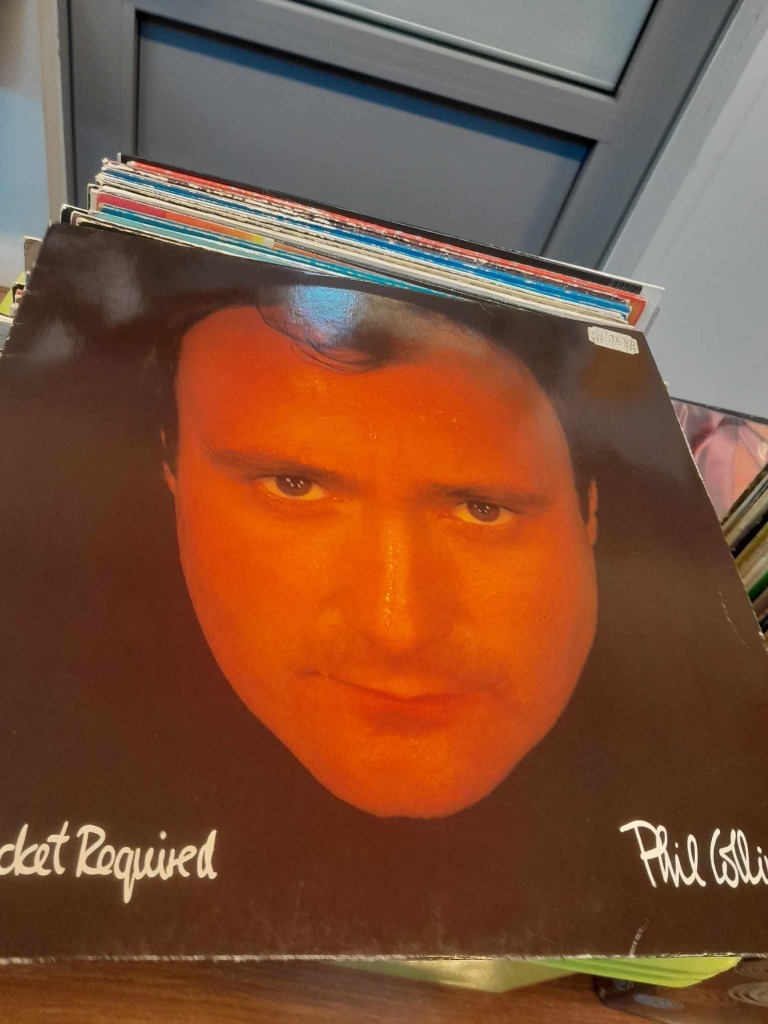 cket Required
Phil Colli